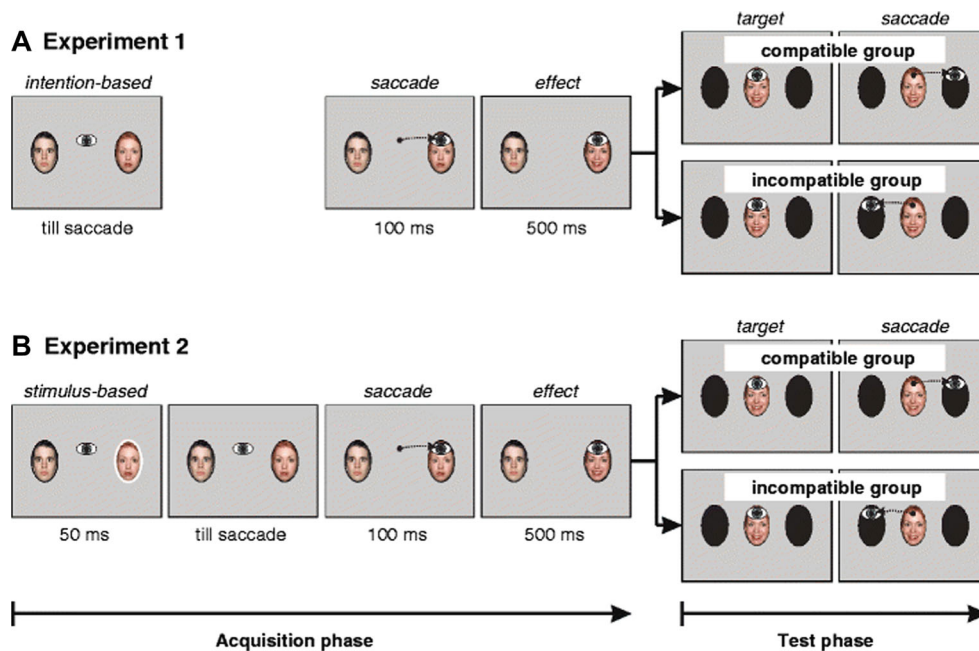 A Experiment 1
target saccade
compatible group
intention-based saccade effect
incompatible group
till saccade 100 ms 500 ms
B Experiment 2
target saccade
compatible group
stimulus-based saccade effect
incompatible group
50 ms till saccade 100 ms 500 ms
Acquisition phase Test phase